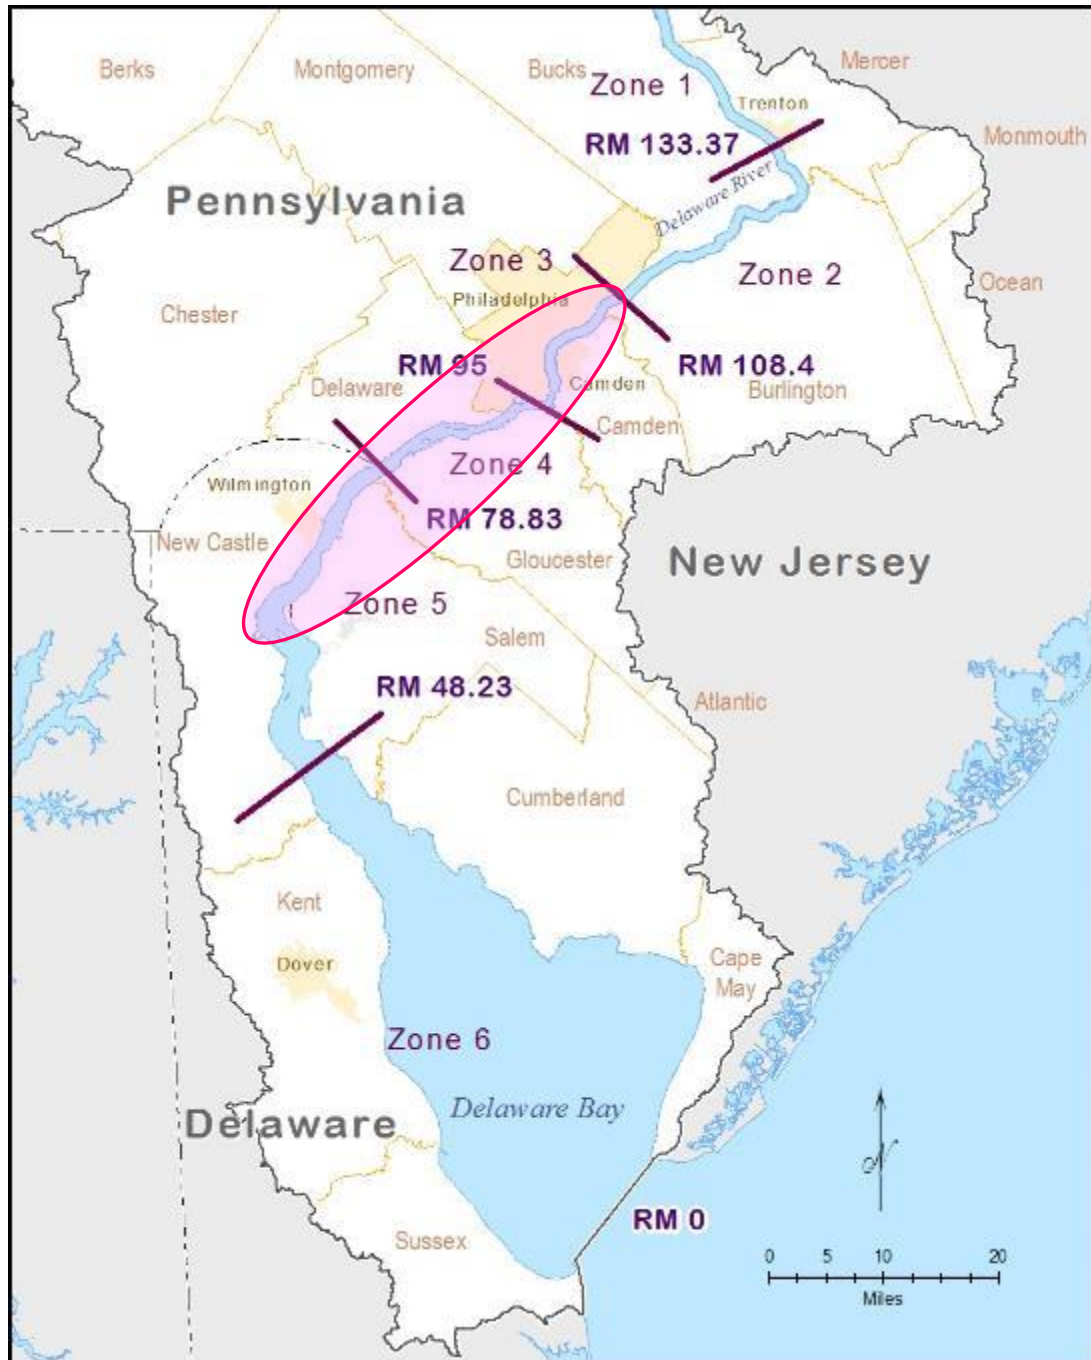 Berks
Montgomery
Bucks
Zone 1
Mercer
Trenton
RM 133.37
Monmouth
Delaware River
Pennsylvania
Zone 3
Zone 2
Ocean
Philadelphia
Chester
RM 95
RM 108.4
Delaware
Camden
Burlington
Camden
Zone 4
Wilmington
RM 78.83
New Castle
Gloucester
New Jersey
Zone 5
Salem
RM 48.23
Atlantic
Cumberland
Kent
Dover
Cape
May
Zone 6
Delaware Bay
Delaware
N
RM 0
Sussex
0 5 10 20
Miles